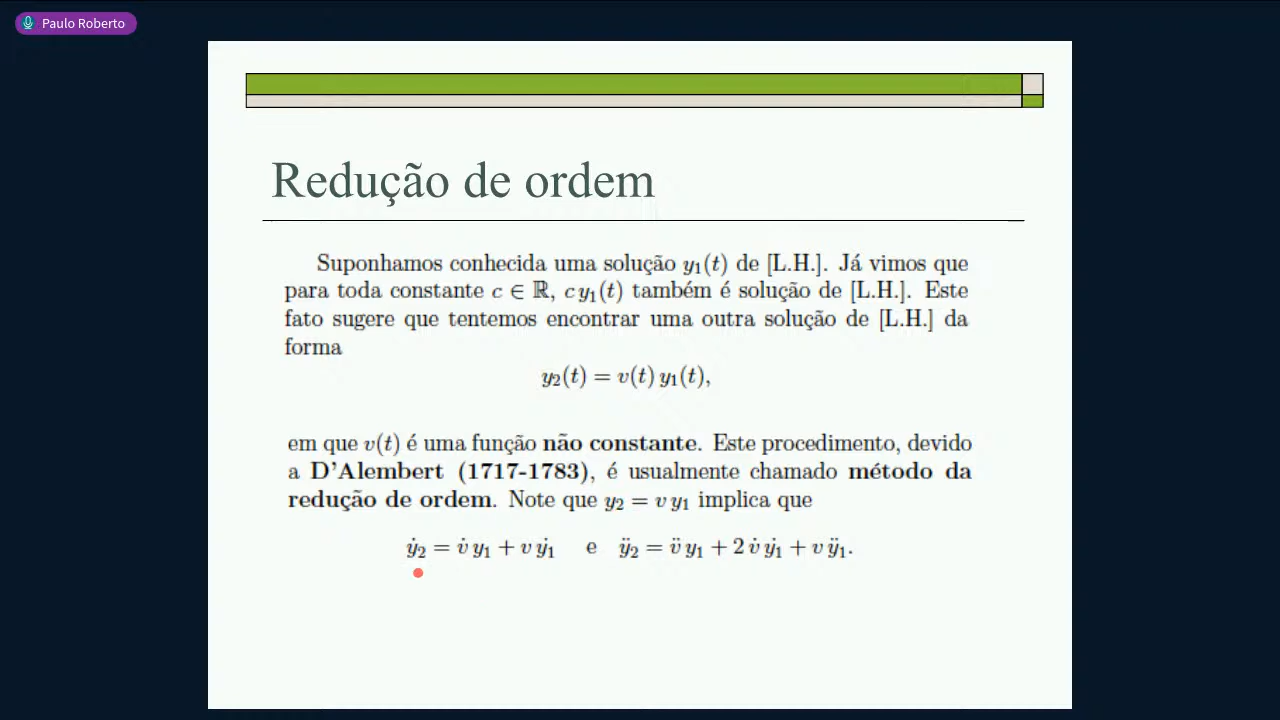 Paulo Roberto
Redução de ordem
Suponhamos conhecida uma solução y₁(t) de [L.H.]. Já vimos que
para toda constante c ∈ ℝ, c y₁(t) também é solução de [L.H.]. Este
fato sugere que tentemos encontrar uma outra solução de [L.H.] da
forma
y₂(t) = v(t) y₁(t),
em que v(t) é uma função não constante. Este procedimento, devido
a D'Alembert (1717-1783), é usualmente chamado método da
redução de ordem. Note que y₂ = v y₁ implica que
ẏ₂ = v̇ y₁ + v ẏ₁ e ÿ₂ = v̈ y₁ + 2 v̇ ẏ₁ + v ÿ₁.